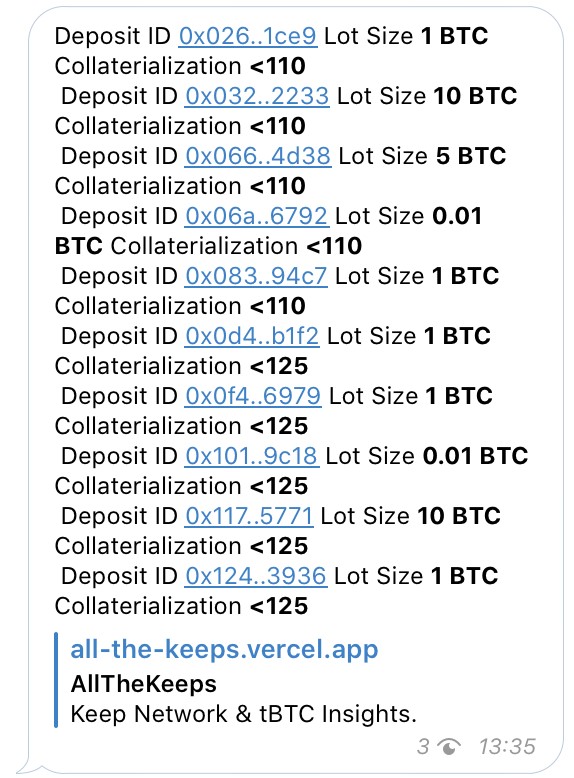 Deposit ID 0x026..1ce9 Lot Size 1 BTC
Collaterialization <110
Deposit ID 0x032..2233 Lot Size 10 BTC
Collaterialization <110
Deposit ID 0x066..4d38 Lot Size 5 BTC
Collaterialization <110
Deposit ID 0x06a..6792 Lot Size 0.01
BTC Collaterialization <110
Deposit ID 0x083..94c7 Lot Size 1 BTC
Collaterialization <110
Deposit ID 0x0d4..b1f2 Lot Size 1 BTC
Collaterialization <125
Deposit ID 0x0f4..6979 Lot Size 1 BTC
Collaterialization <125
Deposit ID 0x101..9c18 Lot Size 0.01 BTC
Collaterialization <125
Deposit ID 0x117..5771 Lot Size 10 BTC
Collaterialization <125
Deposit ID 0x124..3936 Lot Size 1 BTC
Collaterialization <125
all-the-keeps.vercel.app
AllTheKeeps
Keep Network & tBTC Insights.
3 13:35